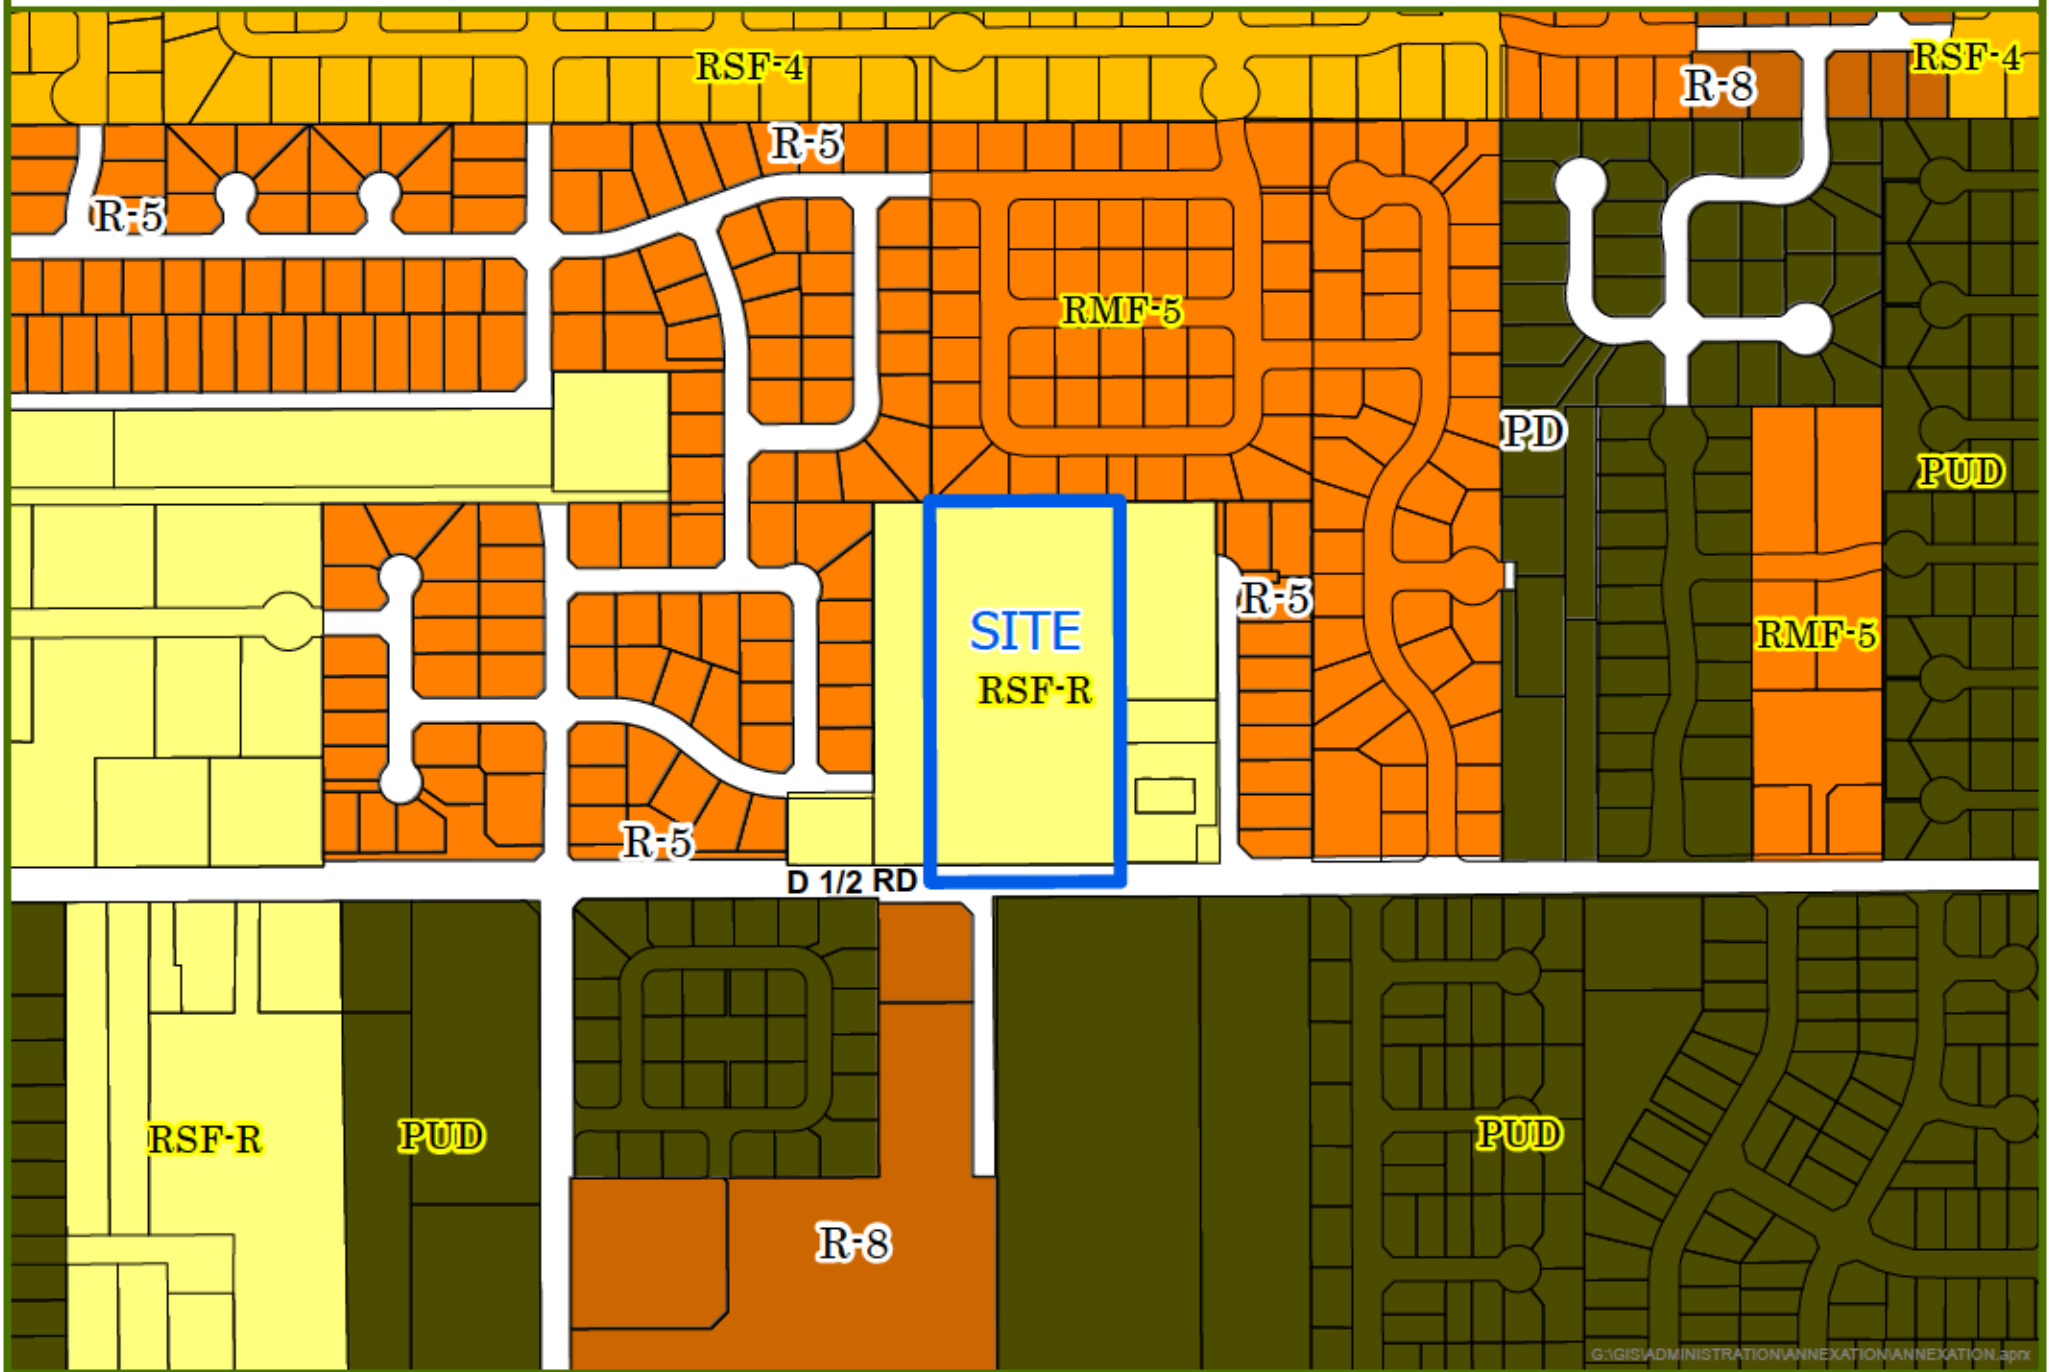 RSF-4
RSF-4
R-8
R-5
R-5
RMF-5
PD
PUD
R-5
SITE
RMF-5
RSF-R
R-5
D 1/2 RD
RSF-R
PUD
PUD
R-8
G:\GIS\ADMINISTRATION\ANNEXATION\ANNEXATION.aprx